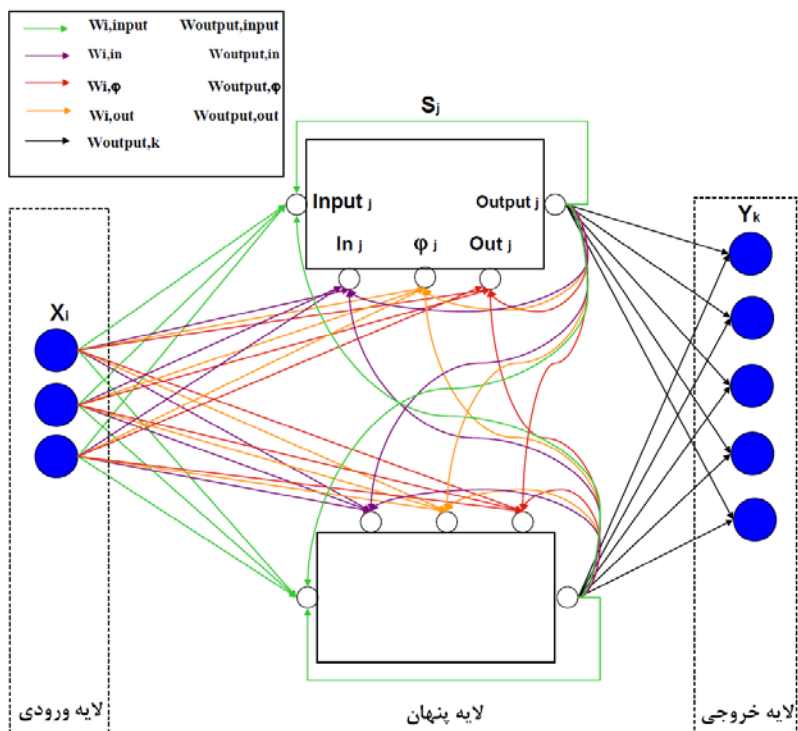 Wi,input Woutput,input
Wi,in Woutput,in
Wi,φ Woutput,φ
Wi,out Woutput,out
Woutput,k
Sj
Input j Output j
In j φ j Out j
Xi
Yk
لایه ورودی
لایه پنهان
لایه خروجی